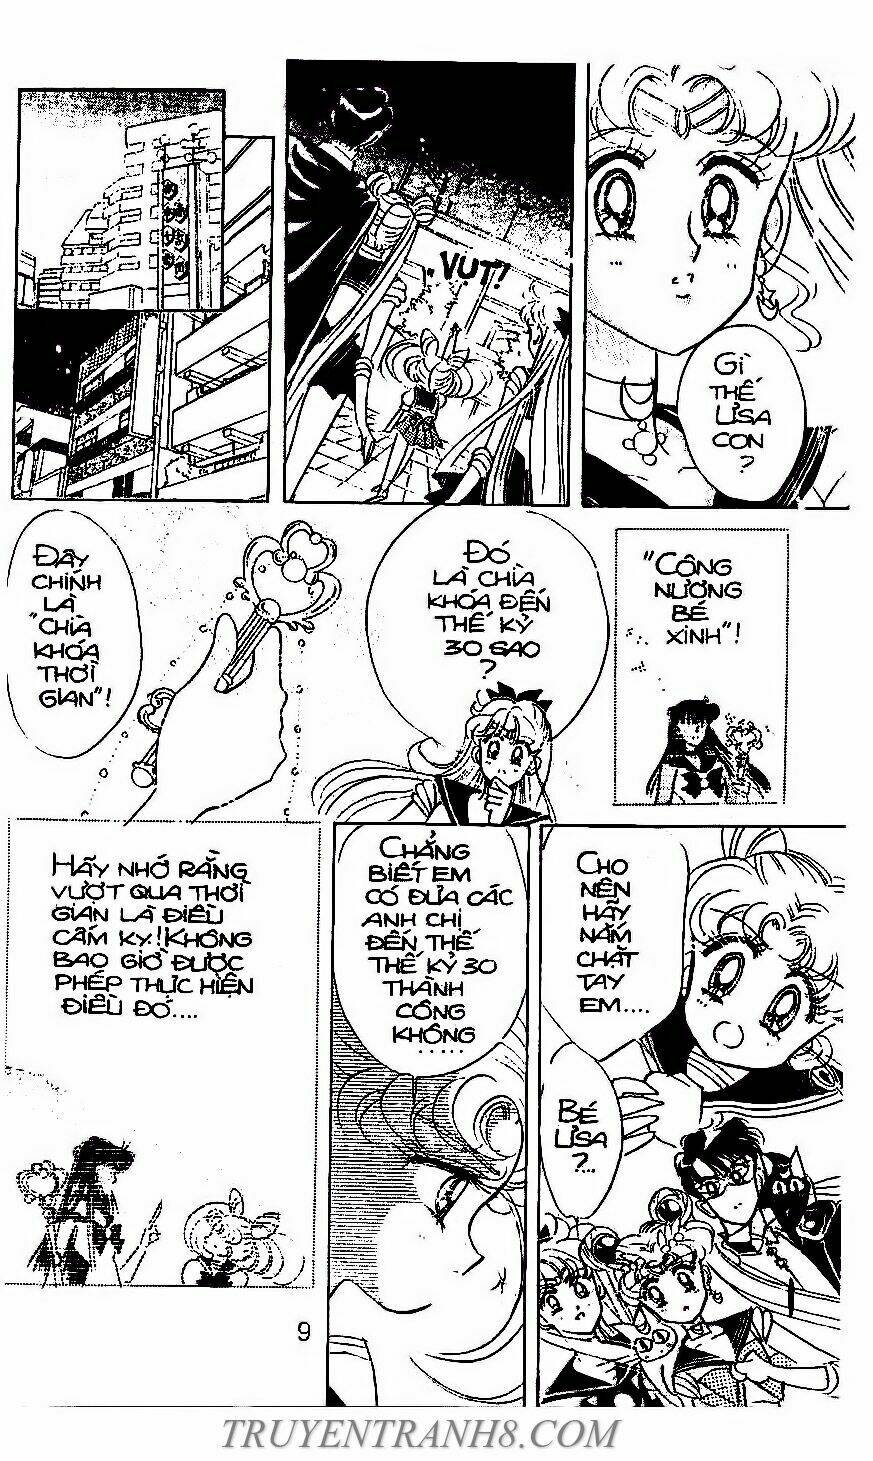 VÚT!
GÌ
THẾ
ƯSA
CON
?
ĐÂY
CHÍNH
LÀ
"CHÌA
KHÓA
THỜI
GIAN"!
ĐÓ
LÀ CHÌA
KHÓA ĐẾN
THẾ KỶ
30 SAO
?
"CÔNG
NƯƠNG
BÉ
XINH"!
HÃY NHỚ RẰNG
VƯỢT QUA THỜI
GIAN LÀ ĐIỀU
CẤM KỴ! KHÔNG
BAO GIỜ ĐƯỢC
PHÉP THỰC HIỆN
ĐIỀU ĐÓ....
CHẲNG
BIẾT EM
CÓ ĐƯA CÁC
ANH CHỊ
ĐẾN THẾ
THẾ KỶ 30
THÀNH
CÔNG
KHÔNG
.....
CHO
NÊN
HÃY
NẮM
CHẶT
TAY
EM....
BÉ
ƯSA
?...
9
TRUYENTRANH8.COM